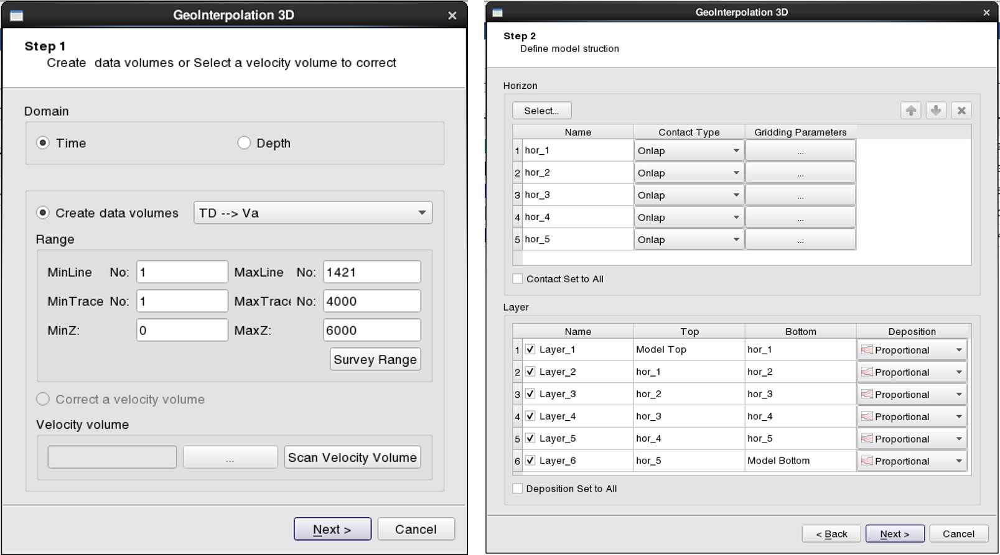 GeoInterpolation 3D
Step 1
Create data volumes or Select a velocity volume to correct
Domain
Time Depth
Create data volumes TD --> Va
Range
MinLine No: 1 MaxLine No: 1421
MinTrace No: 1 MaxTrace No: 4000
MinZ: 0 MaxZ: 6000
Survey Range
Correct a velocity volume
Velocity volume
... Scan Velocity Volume
Next > Cancel
GeoInterpolation 3D
Step 2
Define model struction
Horizon
Select...
Name Contact Type Gridding Parameters
1 hor_1 Onlap ...
2 hor_2 Onlap ...
3 hor_3 Onlap ...
4 hor_4 Onlap ...
5 hor_5 Onlap ...
Contact Set to All
Layer
Name Top Bottom Deposition
1 Layer_1 Model Top hor_1 Proportional
2 Layer_2 hor_1 hor_2 Proportional
3 Layer_3 hor_2 hor_3 Proportional
4 Layer_4 hor_3 hor_4 Proportional
5 Layer_5 hor_4 hor_5 Proportional
6 Layer_6 hor_5 Model Bottom Proportional
Deposition Set to All
< Back Next > Cancel